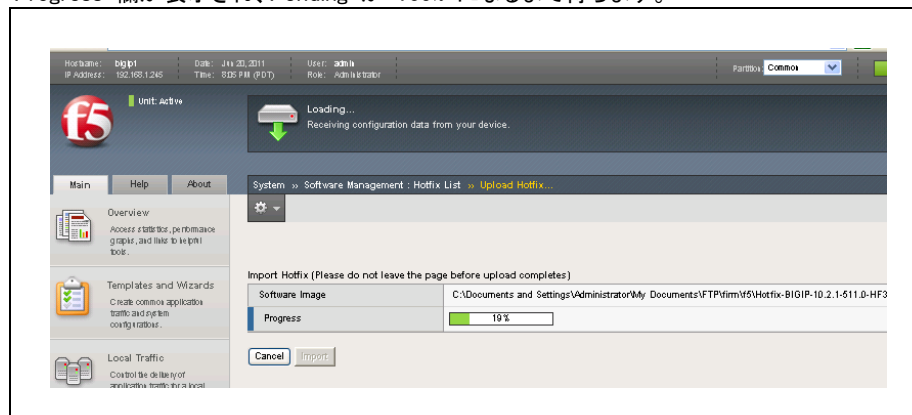 Progress 欄が表示され、Pending が 100% になるまで待ちます。
Hostname: bigip1 Date: Jun 20, 2011 User: admin
IP Address: 192.168.1.245 Time: 8:05 PM (PDT) Role: Administrator
Partition: Common
f5
Unit: Active
Loading...
Receiving configuration data from your device.
Main Help About
System » Software Management : Hotfix List » Upload Hotfix...
Overview
Access statistics, performance
graphs, and links to helpful
tools.
Import Hotfix (Please do not leave the page before upload completes)
Software Image C:\Documents and Settings\Administrator\My Documents\FTP\firm\f5\Hotfix-BIGIP-10.2.1-511.0-HF3
Progress 19%
Cancel Import
Templates and Wizards
Create common application
traffic and system
configurations.
Local Traffic
Control the delivery of
application traffic for a local